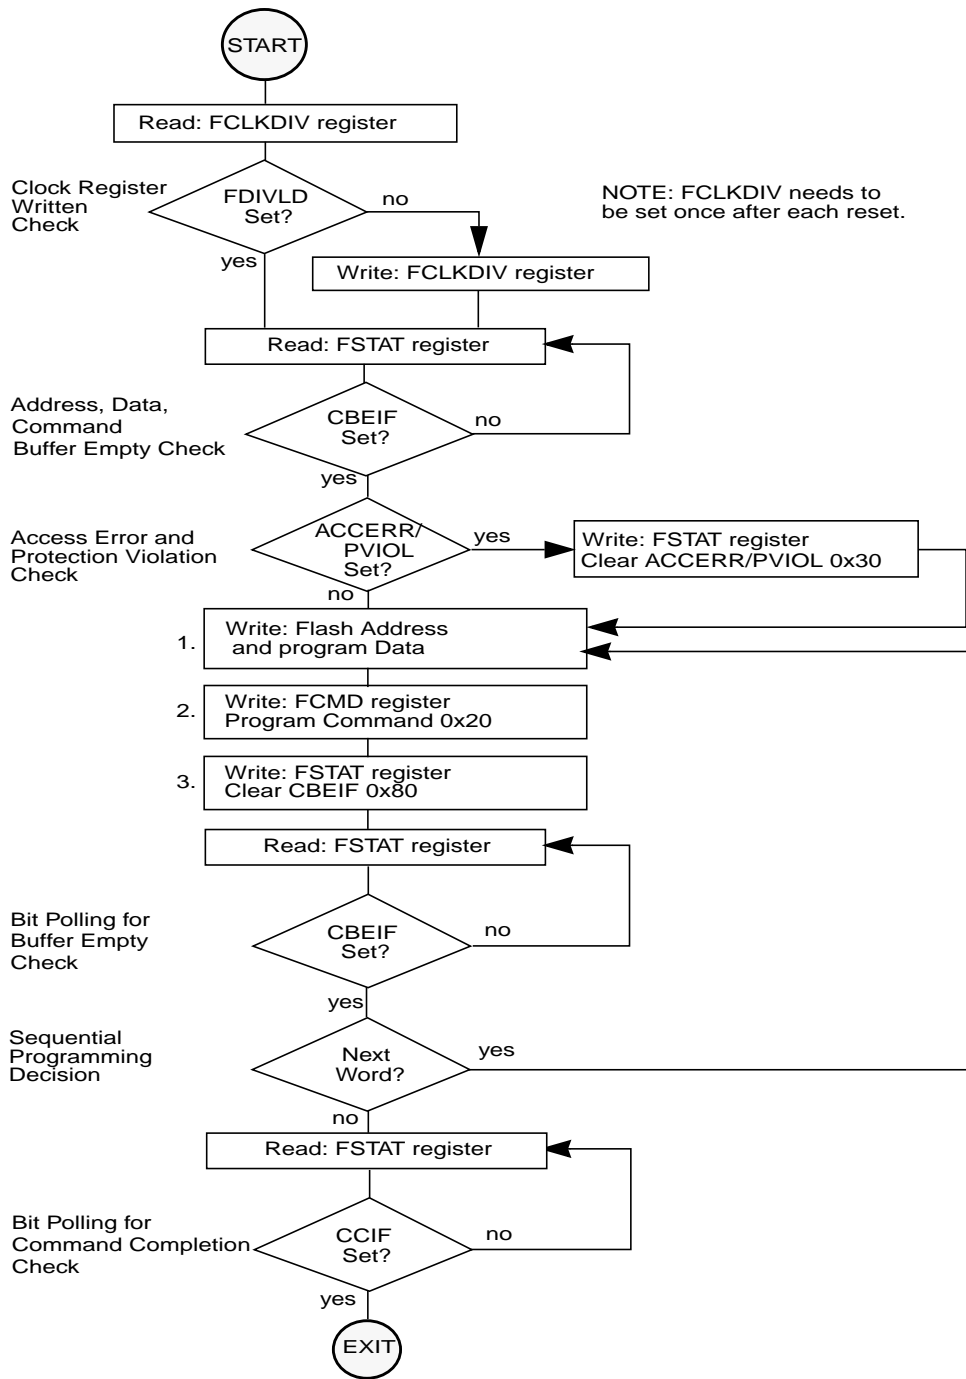 START
Read: FCLKDIV register
Clock Register
Written
Check
FDIVLD
Set?
no
yes
NOTE: FCLKDIV needs to
be set once after each reset.
Write: FCLKDIV register
Read: FSTAT register
Address, Data,
Command
Buffer Empty Check
CBEIF
Set?
no
yes
Access Error and
Protection Violation
Check
ACCERR/
PVIOL
Set?
yes
no
Write: FSTAT register
Clear ACCERR/PVIOL 0x30
1.
Write: Flash Address
and program Data
2.
Write: FCMD register
Program Command 0x20
3.
Write: FSTAT register
Clear CBEIF 0x80
Read: FSTAT register
Bit Polling for
Buffer Empty
Check
CBEIF
Set?
no
yes
Sequential
Programming
Decision
Next
Word?
yes
no
Read: FSTAT register
Bit Polling for
Command Completion
Check
CCIF
Set?
no
yes
EXIT